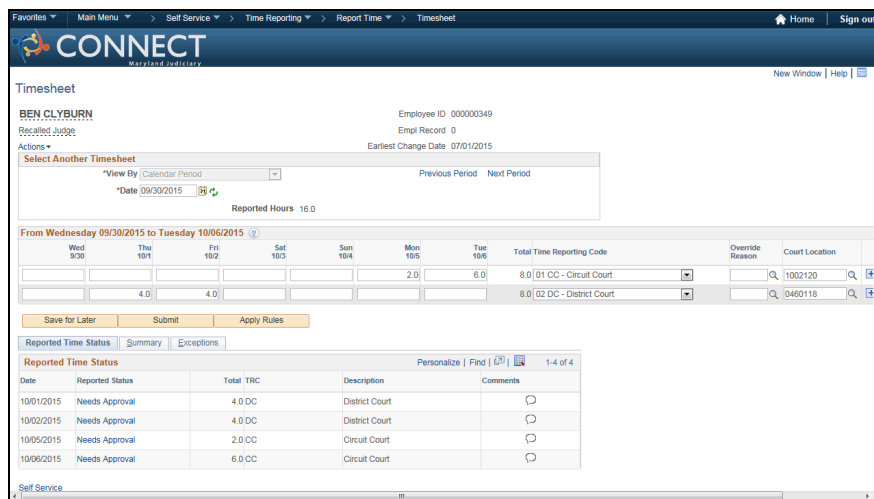 Favorites Main Menu > Self Service > Time Reporting > Report Time > Timesheet Home Sign out
CONNECT
Maryland Judiciary
New Window | Help |
Timesheet
BEN CLYBURN Employee ID 000000349
Recalled Judge Empl Record 0
Actions Earliest Change Date 07/01/2015
Select Another Timesheet
*View By Calendar Period Previous Period Next Period
*Date 09/30/2015
Reported Hours 16.0
From Wednesday 09/30/2015 to Tuesday 10/06/2015
Wed Thu Fri Sat Sun Mon Tue Total Time Reporting Code Override Court Location
9/30 10/1 10/2 10/3 10/4 10/5 10/6 Reason
2.0 6.0 8.0 01 CC - Circuit Court 1002120
4.0 4.0 8.0 02 DC - District Court 0460118
Save for Later Submit Apply Rules
Reported Time Status Summary Exceptions
Reported Time Status Personalize | Find | | 1-4 of 4
Date Reported Status Total TRC Description Comments
10/01/2015 Needs Approval 4.0 DC District Court
10/02/2015 Needs Approval 4.0 DC District Court
10/05/2015 Needs Approval 2.0 CC Circuit Court
10/06/2015 Needs Approval 6.0 CC Circuit Court
Self Service